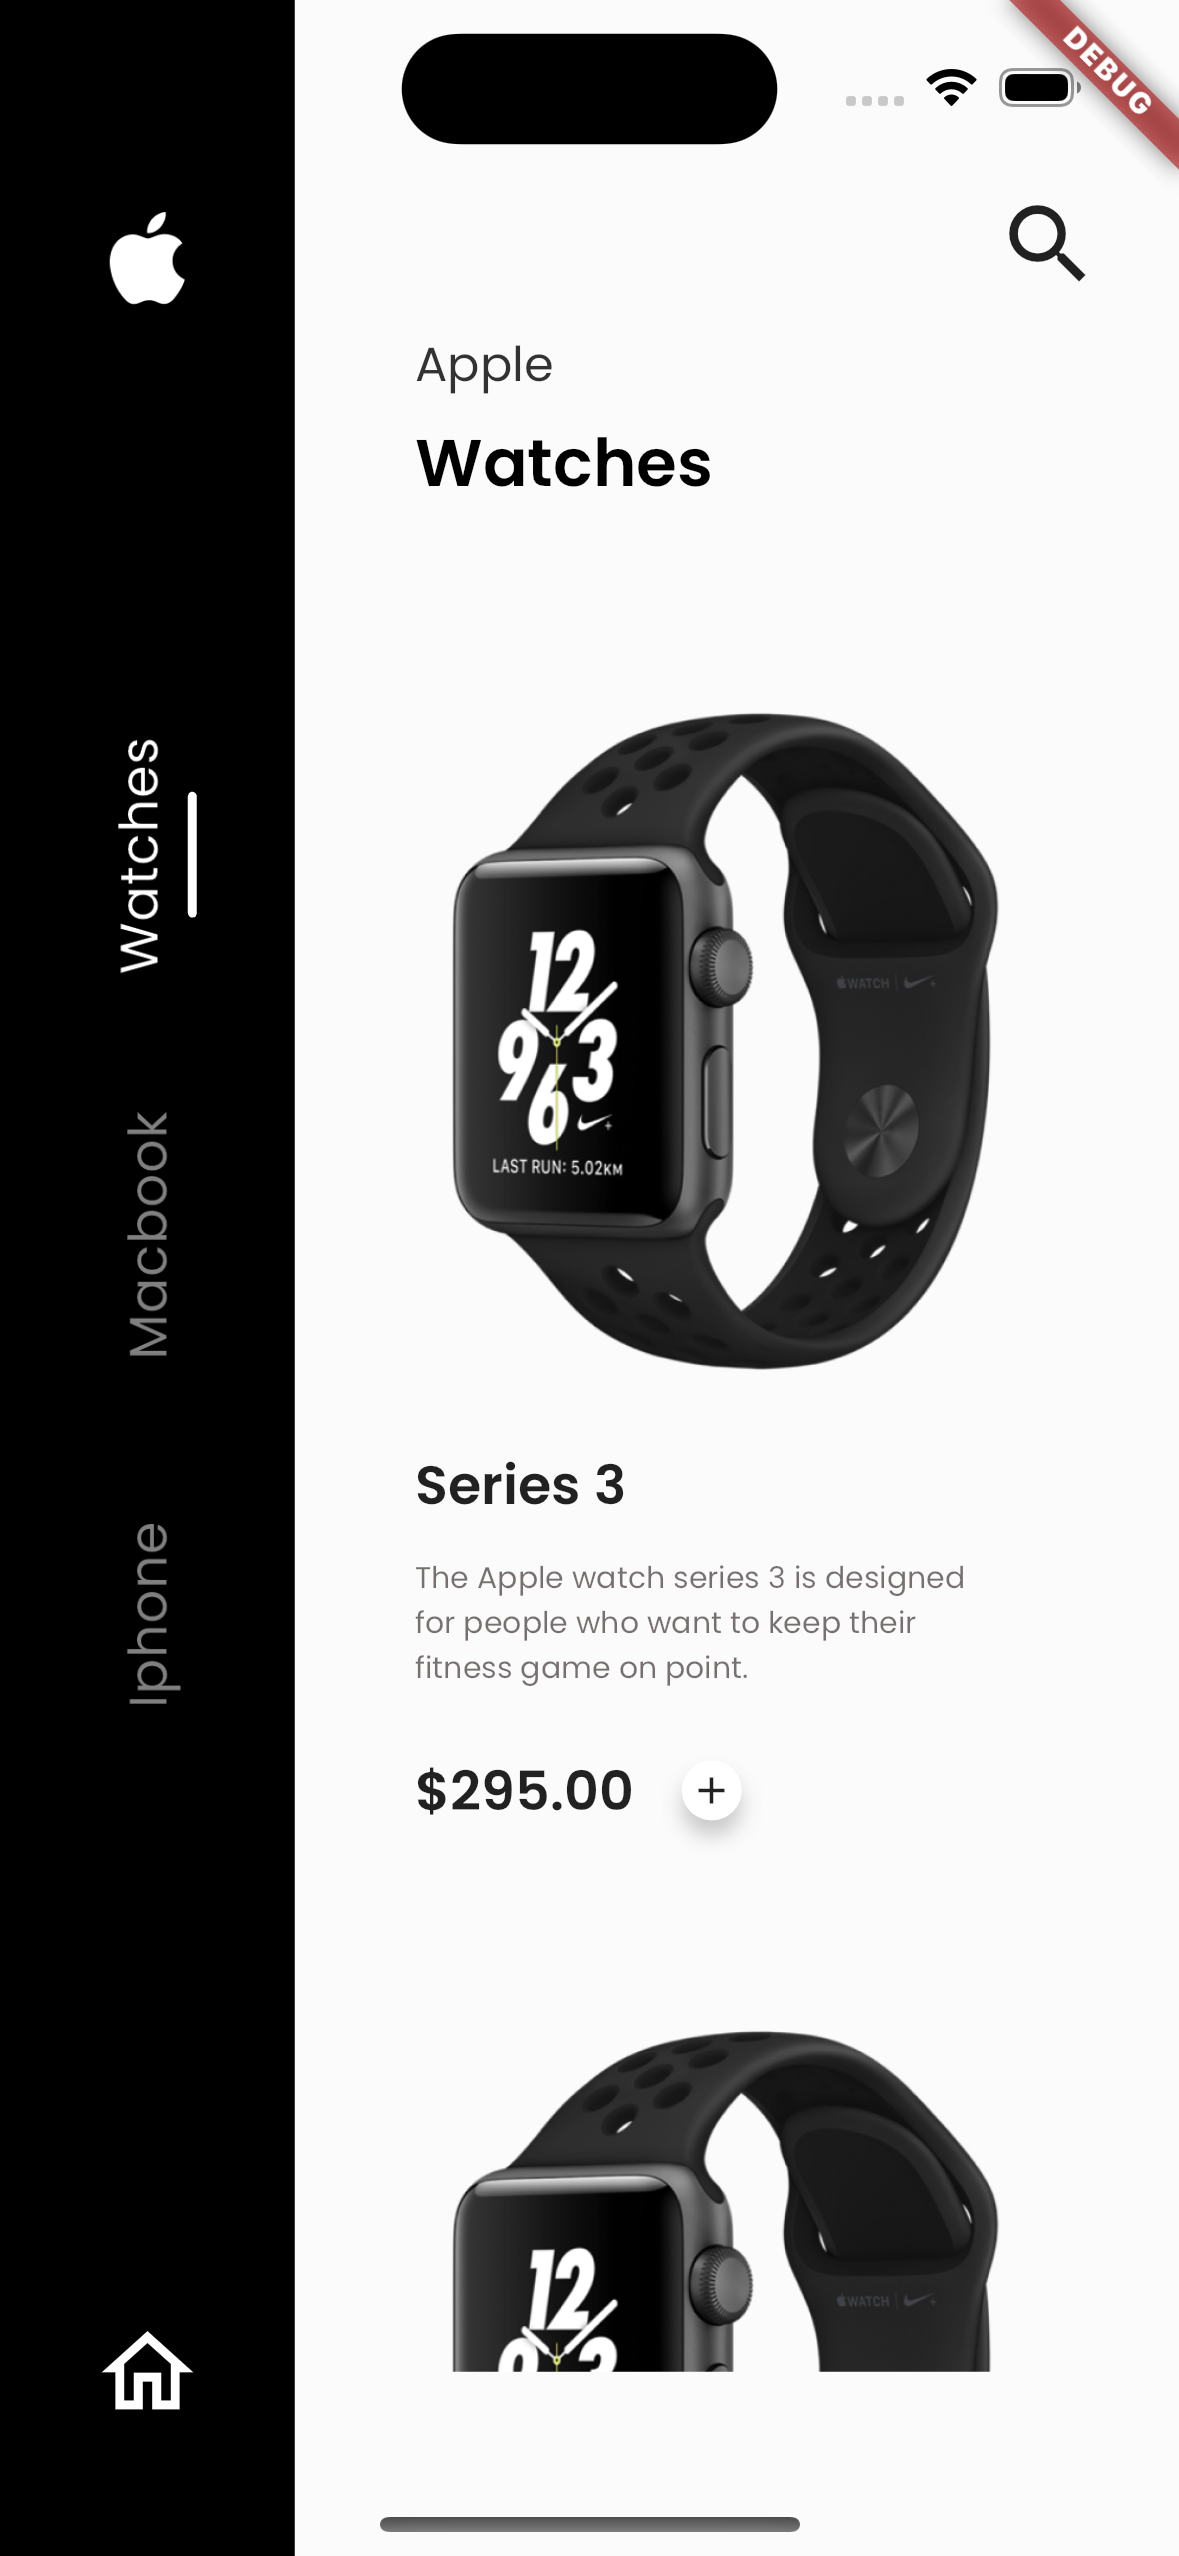 DEBUG
Apple
Watches
Watches
Macbook
Iphone
12
9 3
6
LAST RUN: 5.02KM
WATCH
Series 3
The Apple watch series 3 is designed
for people who want to keep their
fitness game on point.
$295.00 +
12
9 3
WATCH